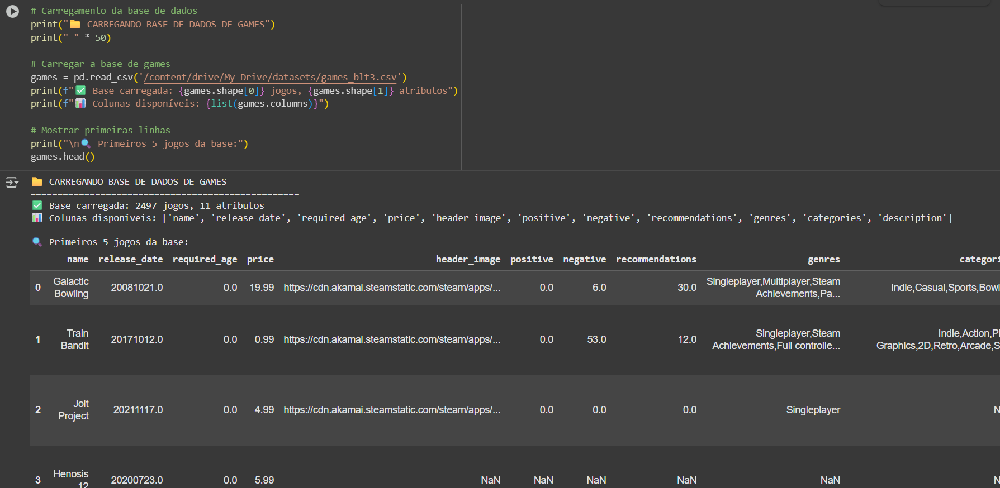 # Carregamento da base de dados
print("📁 CARREGANDO BASE DE DADOS DE GAMES")
print("=" * 50)
# Carregar a base de games
games = pd.read_csv('/content/drive/My Drive/datasets/games_blt3.csv')
print(f"✅ Base carregada: {games.shape[0]} jogos, {games.shape[1]} atributos")
print(f"📊 Colunas disponíveis: {list(games.columns)}")
# Mostrar primeiras linhas
print("\n🔍 Primeiros 5 jogos da base:")
games.head()
📁 CARREGANDO BASE DE DADOS DE GAMES
==================================================
✅ Base carregada: 2497 jogos, 11 atributos
📊 Colunas disponíveis: ['name', 'release_date', 'required_age', 'price', 'header_image', 'positive', 'negative', 'recommendations', 'genres', 'categories', 'description']
🔍 Primeiros 5 jogos da base:
name release_date required_age price header_image positive negative recommendations genres categori
0 Galactic Bowling 20081021.0 0.0 19.99 https://cdn.akamai.steamstatic.com/steam/apps/... 0.0 6.0 30.0 Singleplayer,Multiplayer,Steam Achievements,Pa... Indie,Casual,Sports,Bowl
1 Train Bandit 20171012.0 0.0 0.99 https://cdn.akamai.steamstatic.com/steam/apps/... 0.0 53.0 12.0 Singleplayer,Steam Achievements,Full controlle... Indie,Action,Pi Graphics,2D,Retro,Arcade,S
2 Jolt Project 20211117.0 0.0 4.99 https://cdn.akamai.steamstatic.com/steam/apps/... 0.0 0.0 0.0 Singleplayer N
3 Henosis 12 20200723.0 0.0 5.99 NaN NaN NaN NaN NaN N